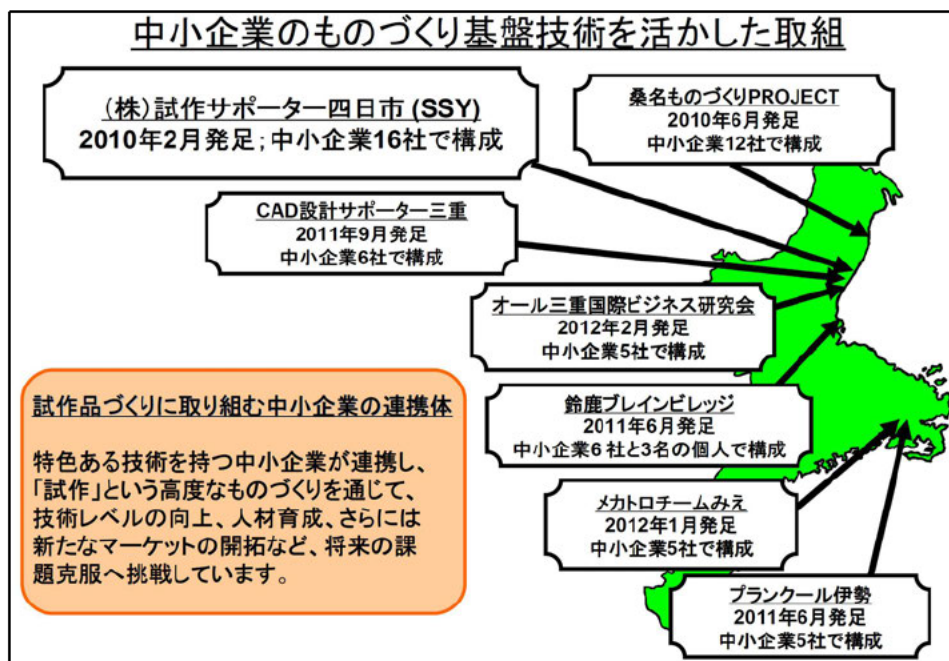 中小企業のものづくり基盤技術を活かした取組
(株)試作サポーター四日市 (SSY)
2010年2月発足;中小企業16社で構成
桑名ものづくりPROJECT
2010年6月発足
中小企業12社で構成
CAD設計サポーター三重
2011年9月発足
中小企業6社で構成
オール三重国際ビジネス研究会
2012年2月発足
中小企業5社で構成
鈴鹿ブレインビレッジ
2011年6月発足
中小企業6社と3名の個人で構成
メカトロチームみえ
2012年1月発足
中小企業5社で構成
プランクール伊勢
2011年6月発足
中小企業5社で構成
試作品づくりに取り組む中小企業の連携体
特色ある技術を持つ中小企業が連携し、
「試作」という高度なものづくりを通じて、
技術レベルの向上、人材育成、さらには
新たなマーケットの開拓など、将来の課
題克服へ挑戦しています。